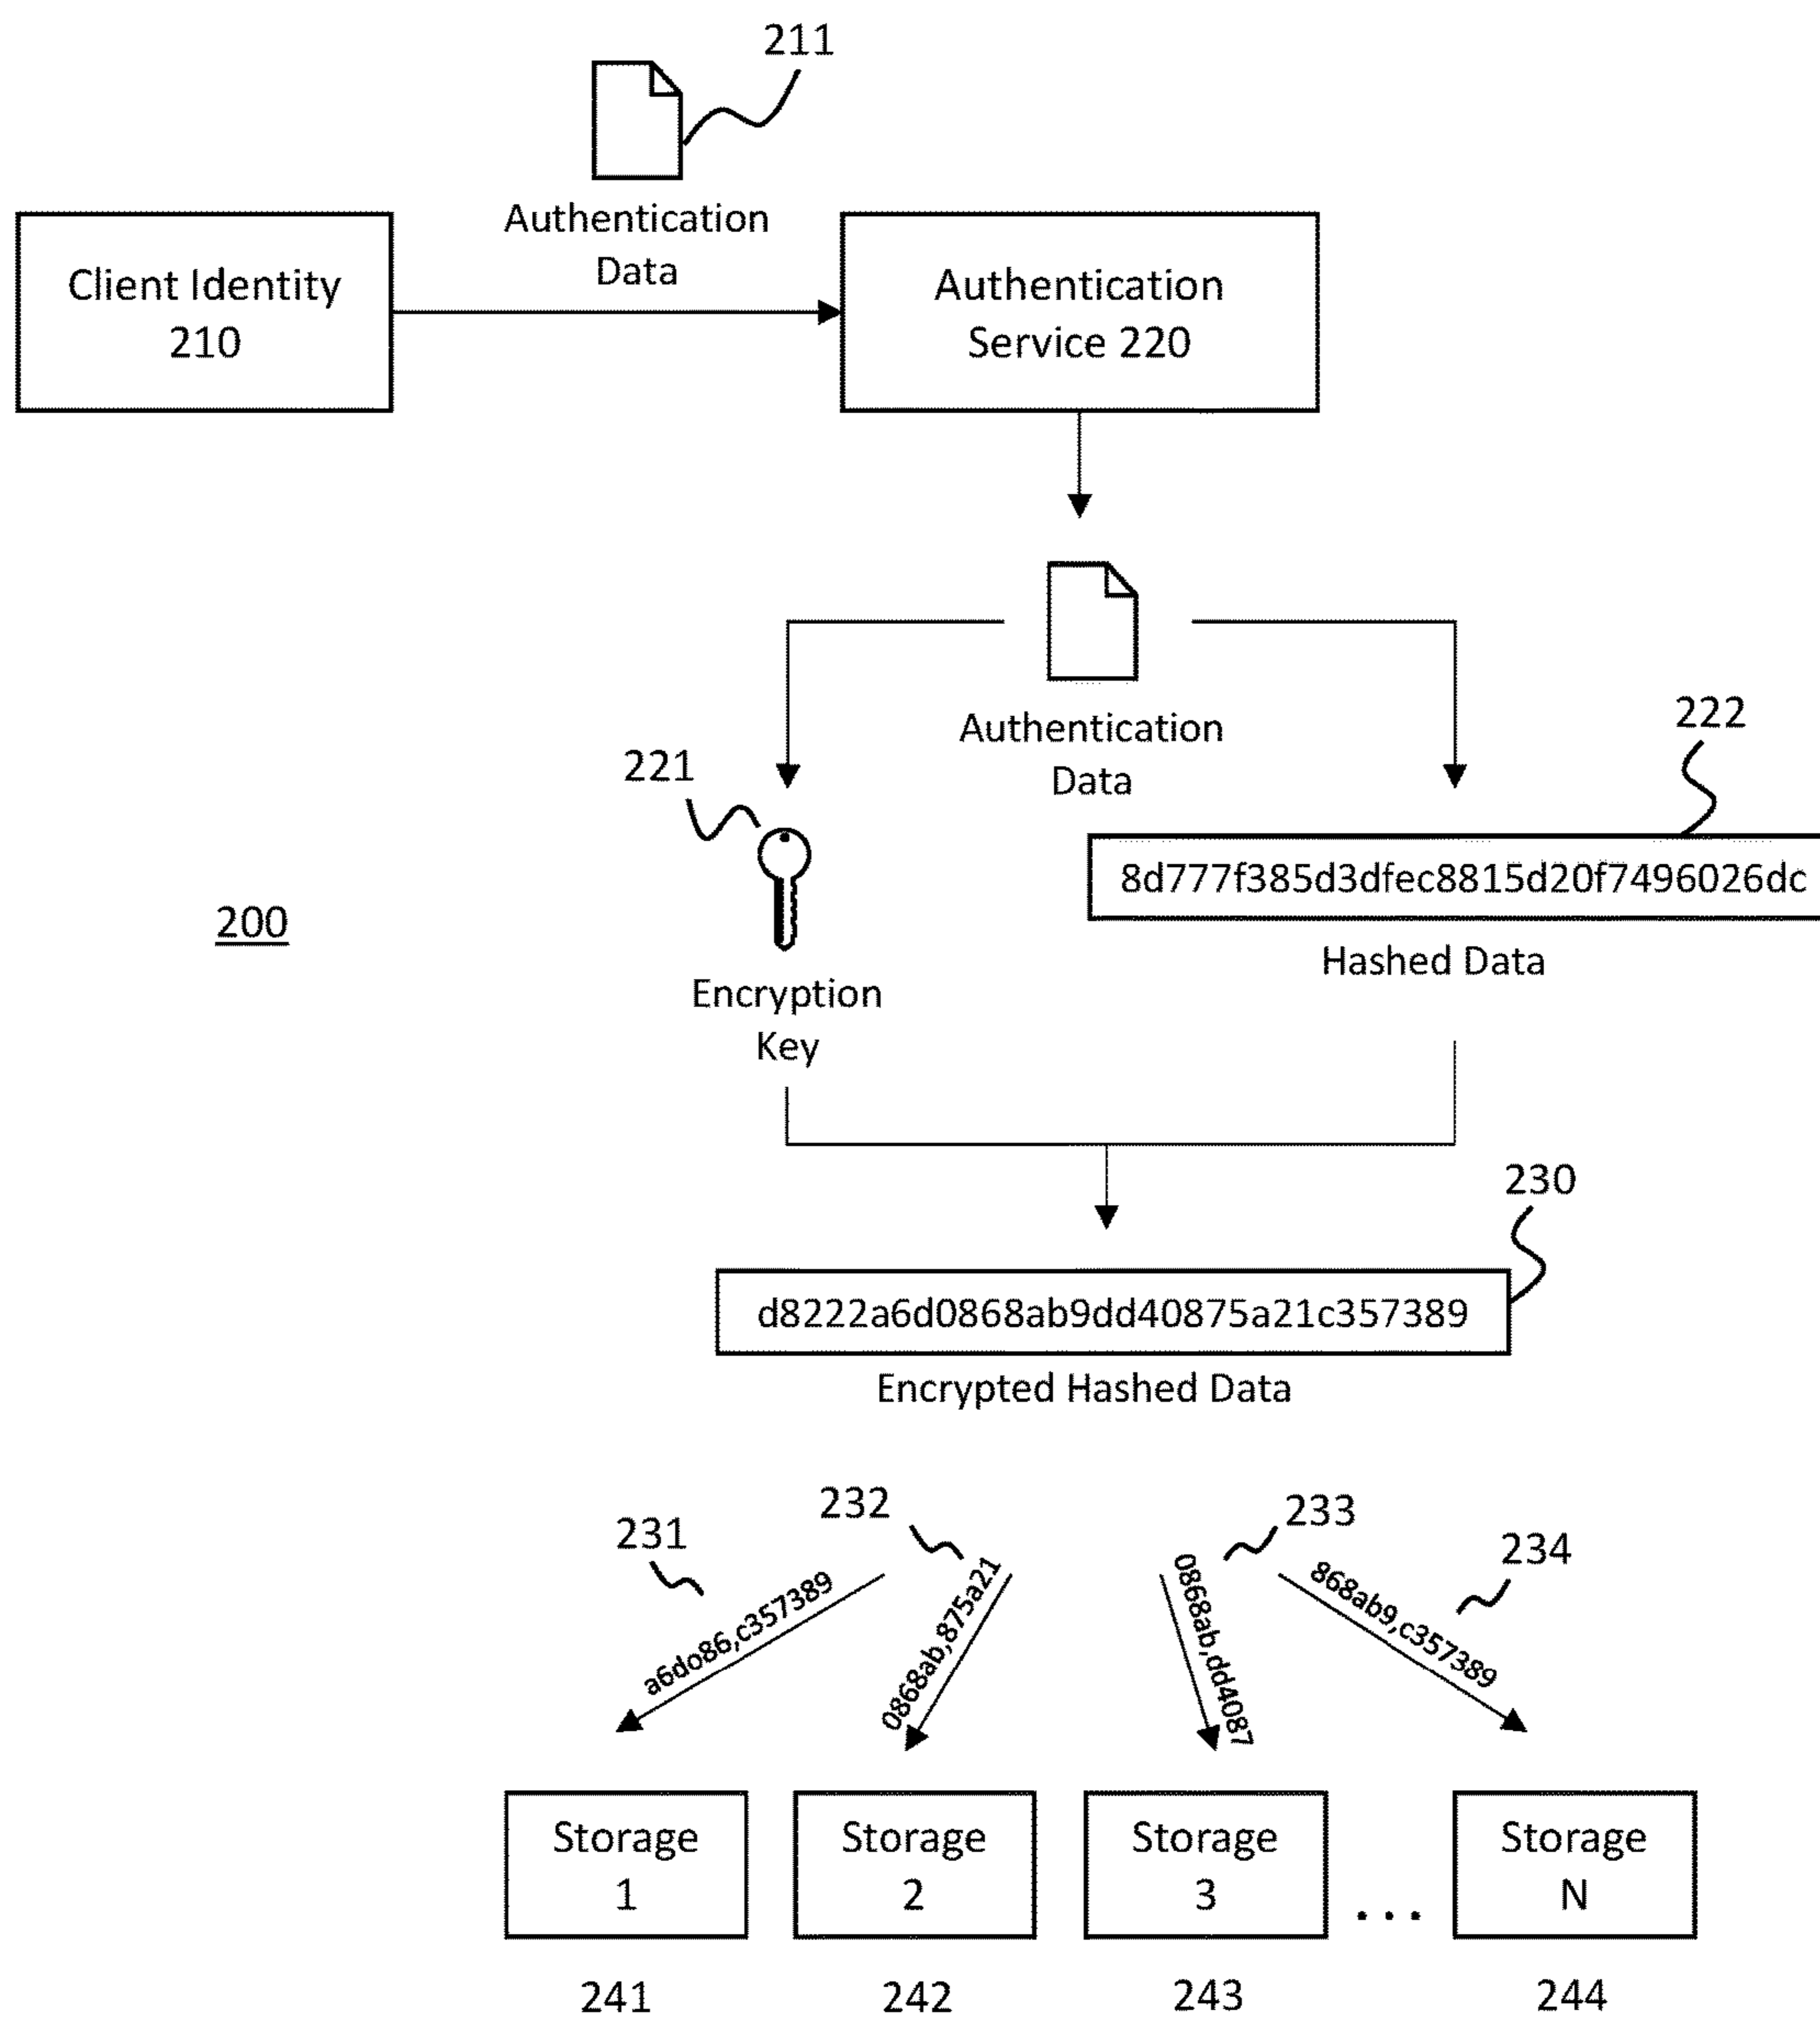 211
Authentication
Data
Client Identity
210
Authentication
Service 220
Authentication
Data
221
222
8d777f385d3dfec8815d20f7496026dc
Hashed Data
200
Encryption
Key
230
d8222a6d0868ab9dd40875a21c357389
Encrypted Hashed Data
231
232
233
234
a6do86,c357389
0868ab,875a21
0868ab,dd4087
868ab9,c357389
Storage
1
Storage
2
Storage
3
...
Storage
N
241
242
243
244